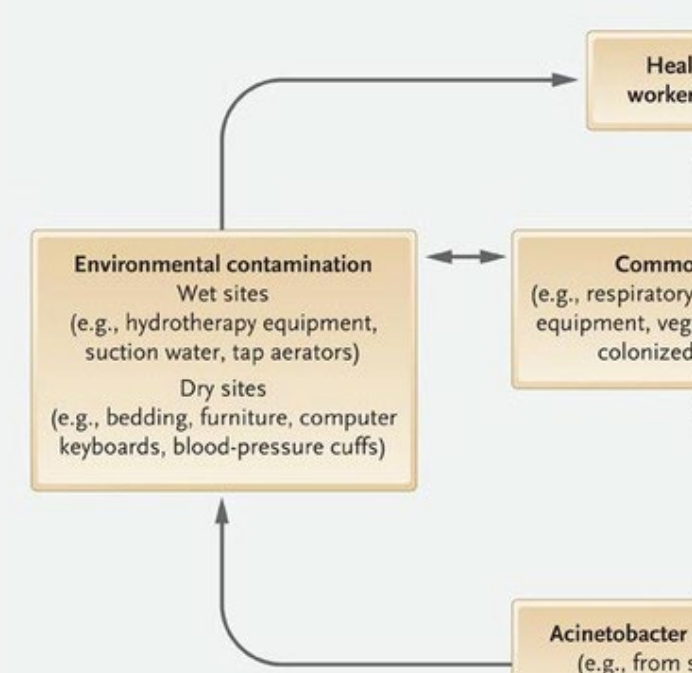 Heal
worker
Environmental contamination
Wet sites
(e.g., hydrotherapy equipment,
suction water, tap aerators)
Dry sites
(e.g., bedding, furniture, computer
keyboards, blood-pressure cuffs)
Commo
(e.g., respiratory
equipment, veg
colonized
Acinetobacter
(e.g., from s